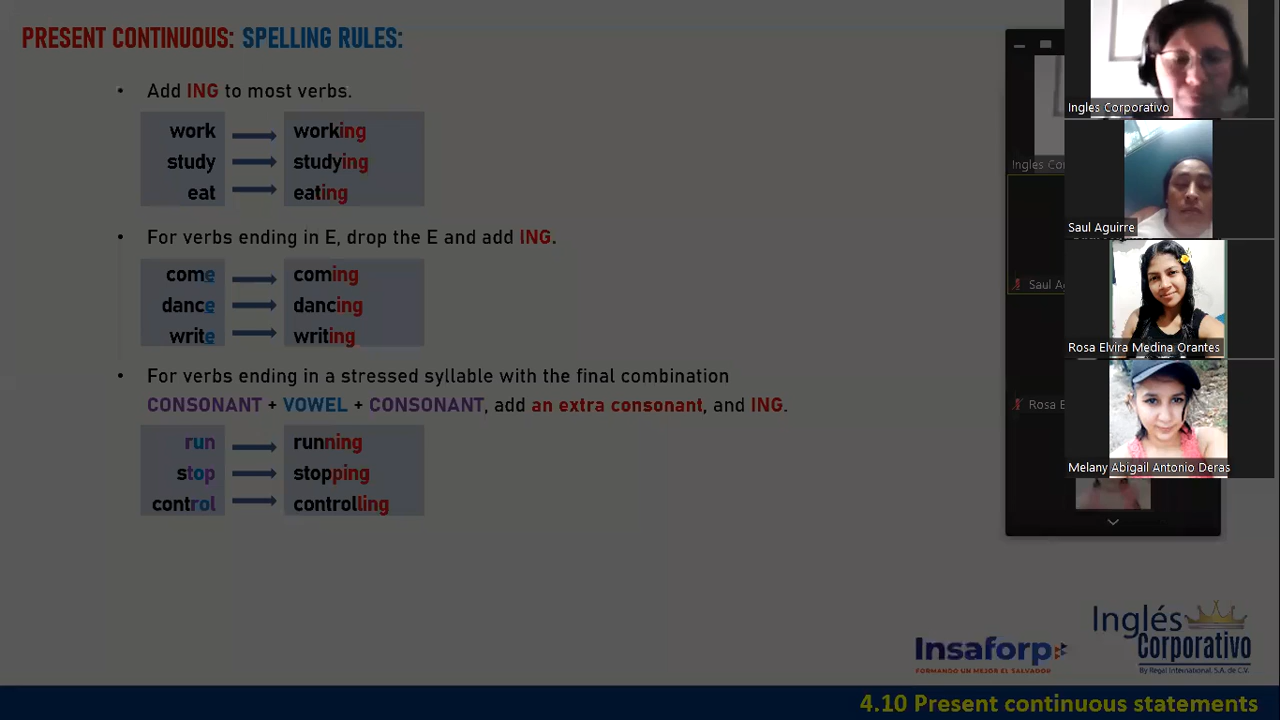 PRESENT CONTINUOUS: SPELLING RULES:
• Add ING to most verbs.
work working
study studying
eat eating
• For verbs ending in E, drop the E and add ING.
come coming
dance dancing
write writing
• For verbs ending in a stressed syllable with the final combination
CONSONANT + VOWEL + CONSONANT, add an extra consonant, and ING.
run running
stop stopping
control controlling
Ingles Corporativo
Saul Aguirre
Rosa Elvira Medina Orantes
Melany Abigail Antonio Deras
Ingles Co
Saul A
Rosa E
Insaforp
FORMANDO UN MEJOR EL SALVADOR
Inglés
Corporativo
By Regal International, S.A. de C.V.
4.10 Present continuous statements